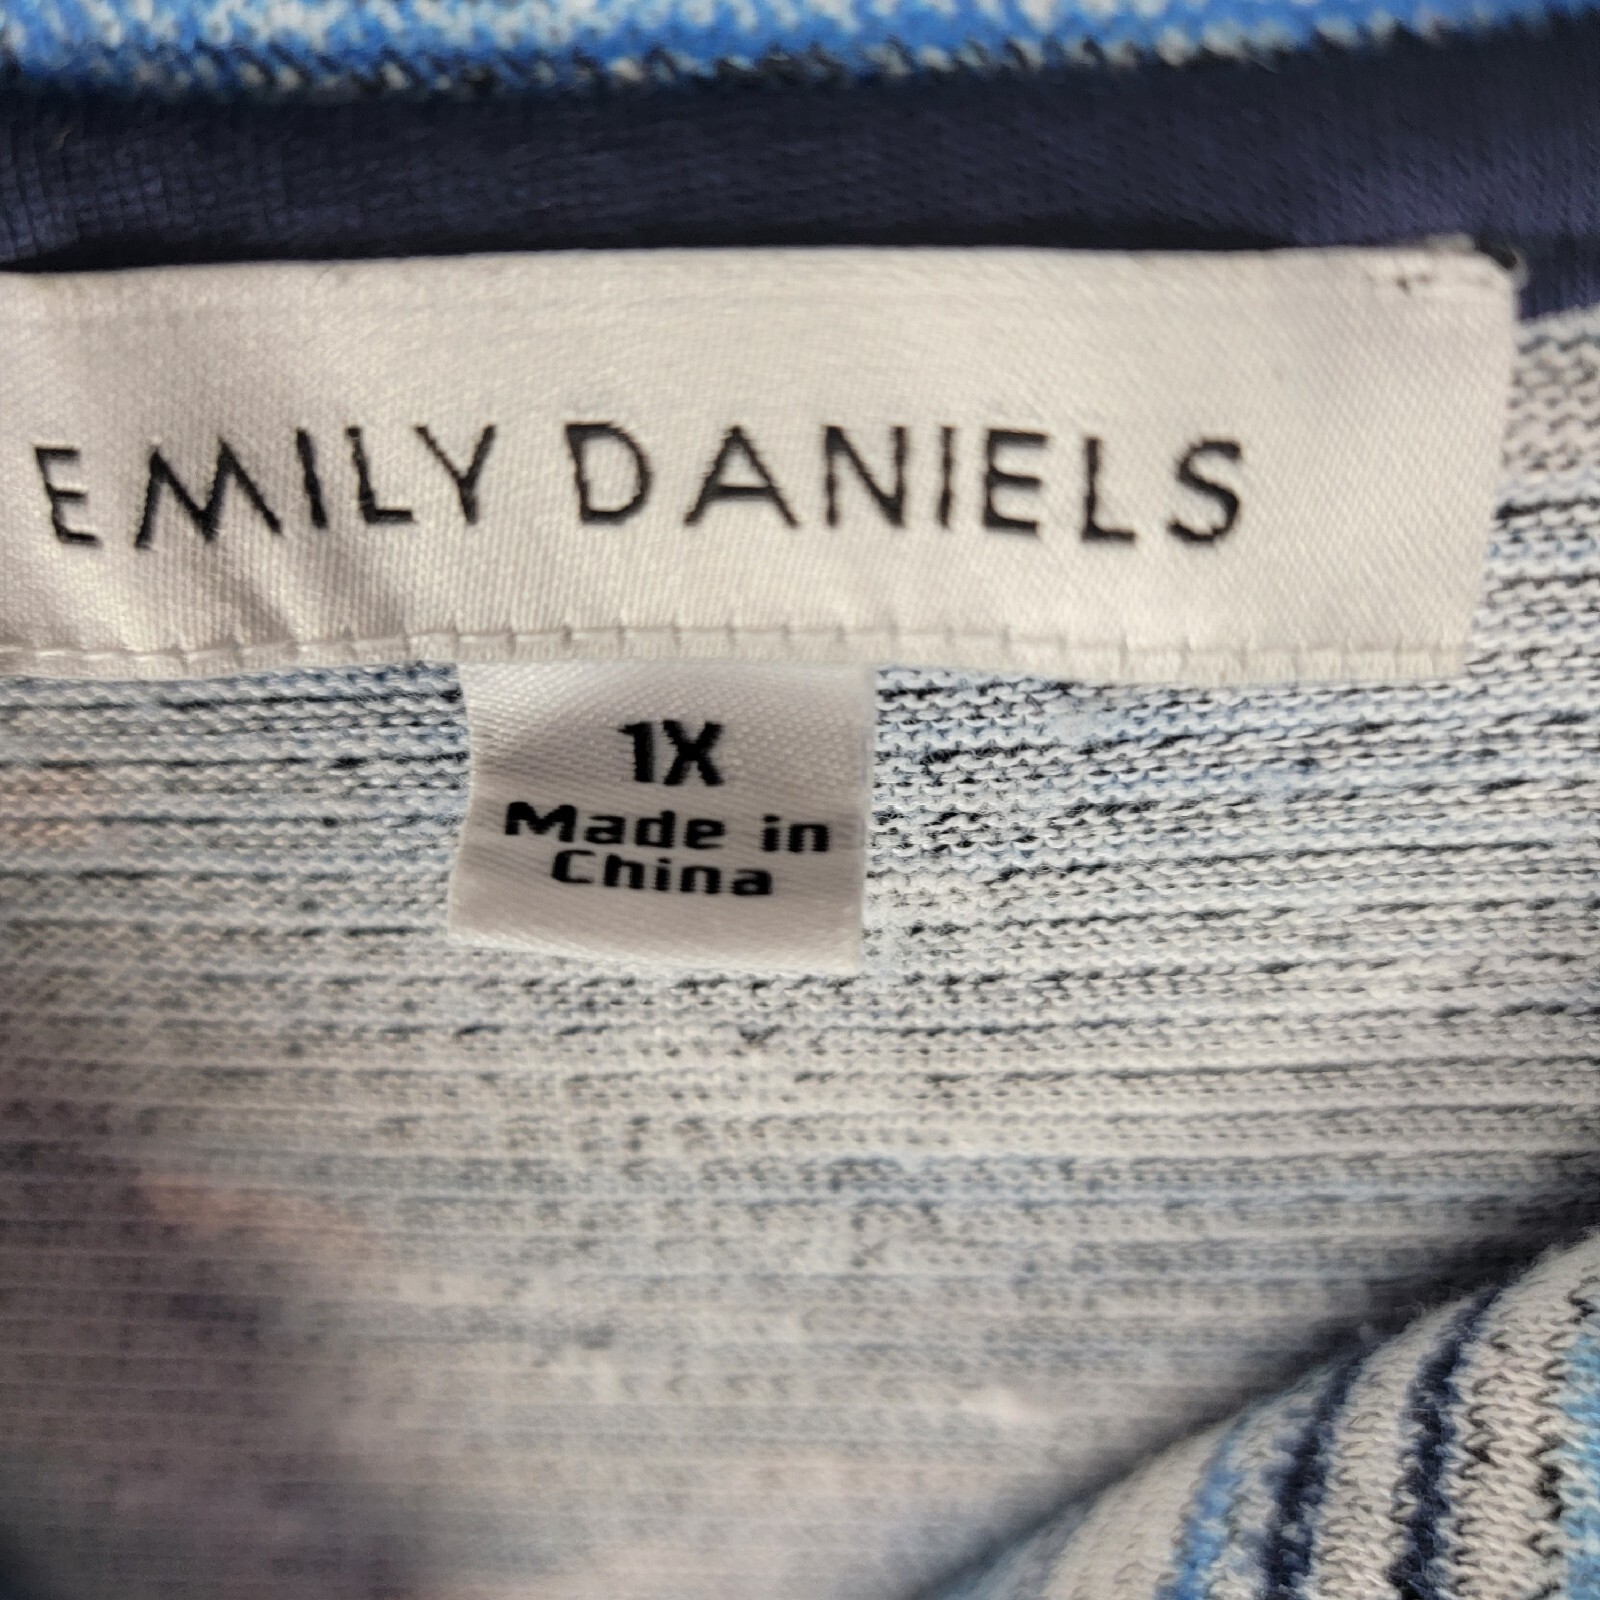 EMILY DANIELS
1X
Made in
China